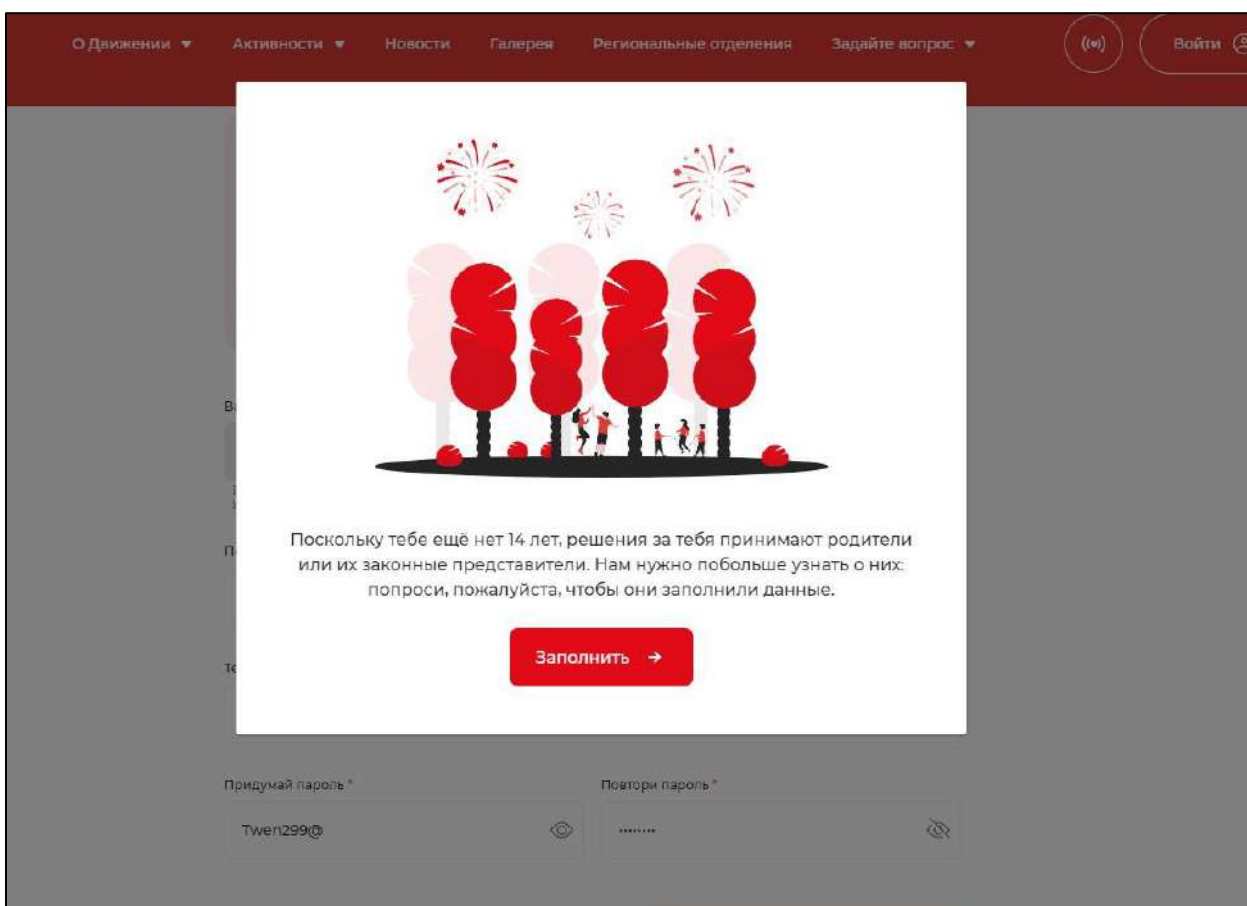 О Движении
Активности
Новости
Галерея
Региональные отделения
Задайте вопрос
Войти
Поскольку тебе ещё нет 14 лет, решения за тебя принимают родители
или их законные представители. Нам нужно побольше узнать о них:
попроси, пожалуйста, чтобы они заполнили данные.
Заполнить →
Придумай пароль *
Повтори пароль *
Twen299@
••••••••